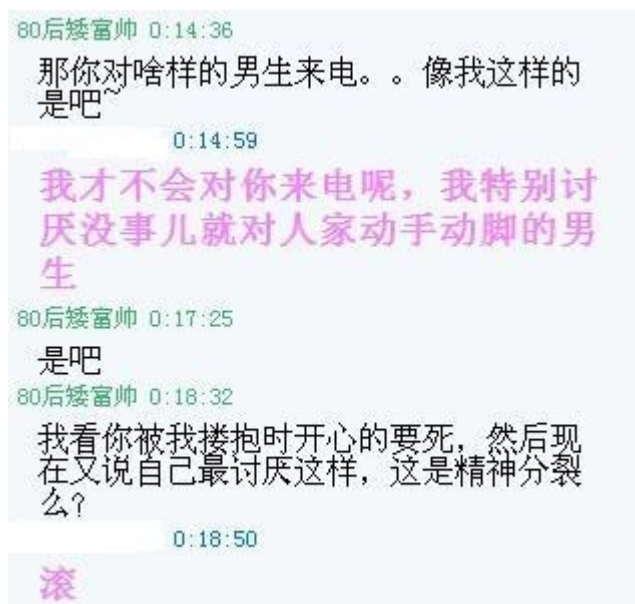 80后矮富帅 0:14:36
那你对啥样的男生来电。。像我这样的
是吧~
0:14:59
我才不会对你来电呢，我特别讨
厌没事儿就对人家动手动脚的男
生
80后矮富帅 0:17:25
是吧
80后矮富帅 0:18:32
我看你被我搂抱时开心的要死，然后现
在又说自己最讨厌这样，这是精神分裂
么？
0:18:50
滚